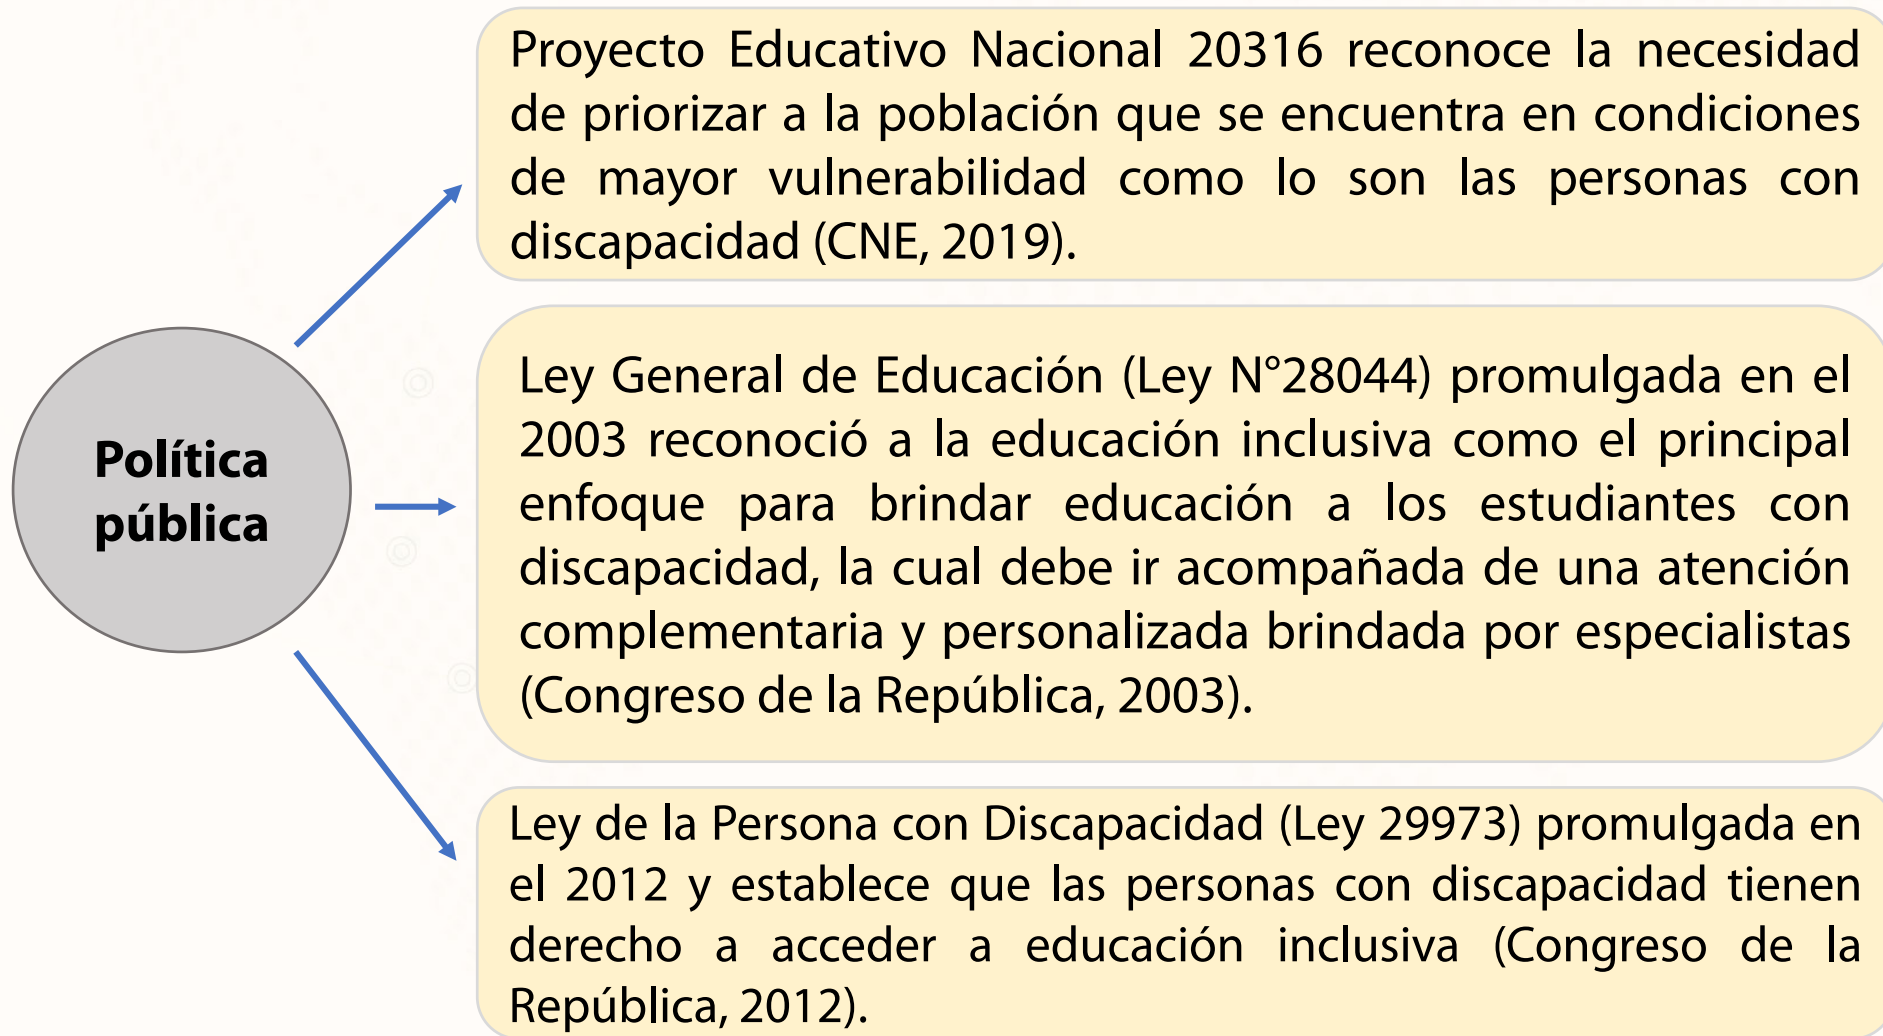 Política
pública
Proyecto Educativo Nacional 20316 reconoce la necesidad
de priorizar a la población que se encuentra en condiciones
de mayor vulnerabilidad como lo son las personas con
discapacidad (CNE, 2019).
Ley General de Educación (Ley N°28044) promulgada en el
2003 reconoció a la educación inclusiva como el principal
enfoque para brindar educación a los estudiantes con
discapacidad, la cual debe ir acompañada de una atención
complementaria y personalizada brindada por especialistas
(Congreso de la República, 2003).
Ley de la Persona con Discapacidad (Ley 29973) promulgada en
el 2012 y establece que las personas con discapacidad tienen
derecho a acceder a educación inclusiva (Congreso de la
República, 2012).